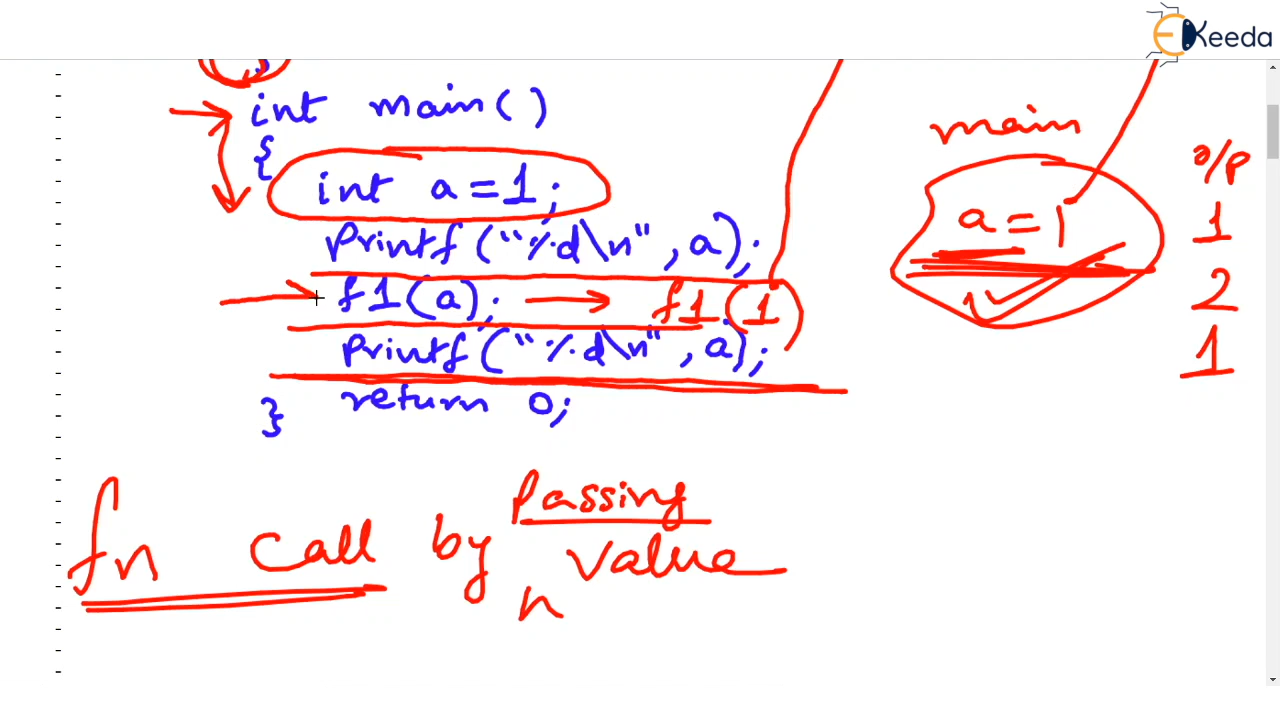 EKeeda
int main()
{
int a = 1;
printf("%d\n", a);
f1(a); → f1(1)
printf("%d\n", a);
return 0;
}
main
a = 1
o/p
1
2
1
fn call by passing
value
n